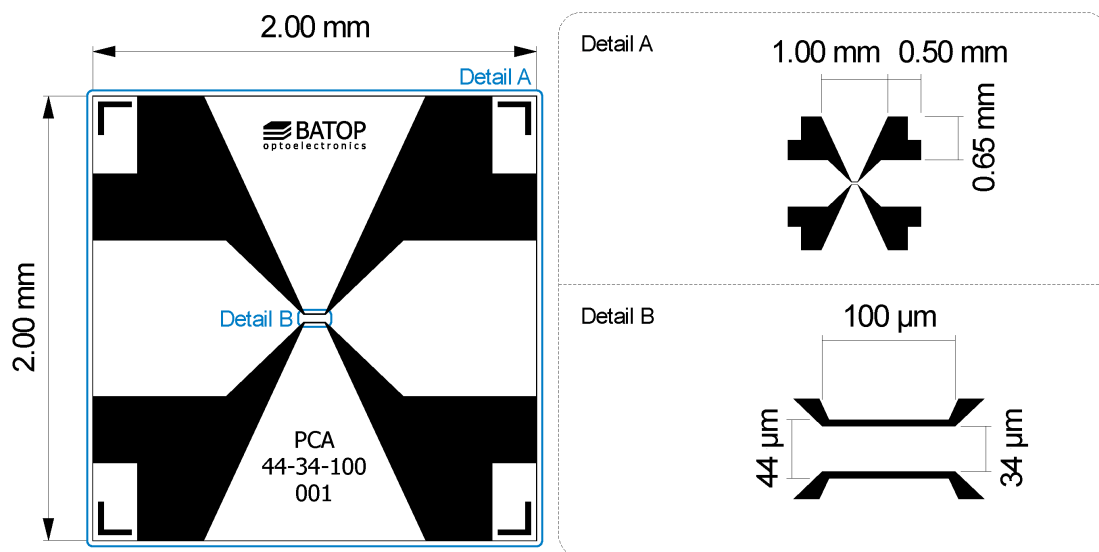 2.00 mm
Detail A
BATOP
optoelectronics
2.00 mm
Detail B
PCA
44-34-100
001
Detail A
1.00 mm
0.50 mm
0.65 mm
Detail B
100 µm
44 µm
34 µm